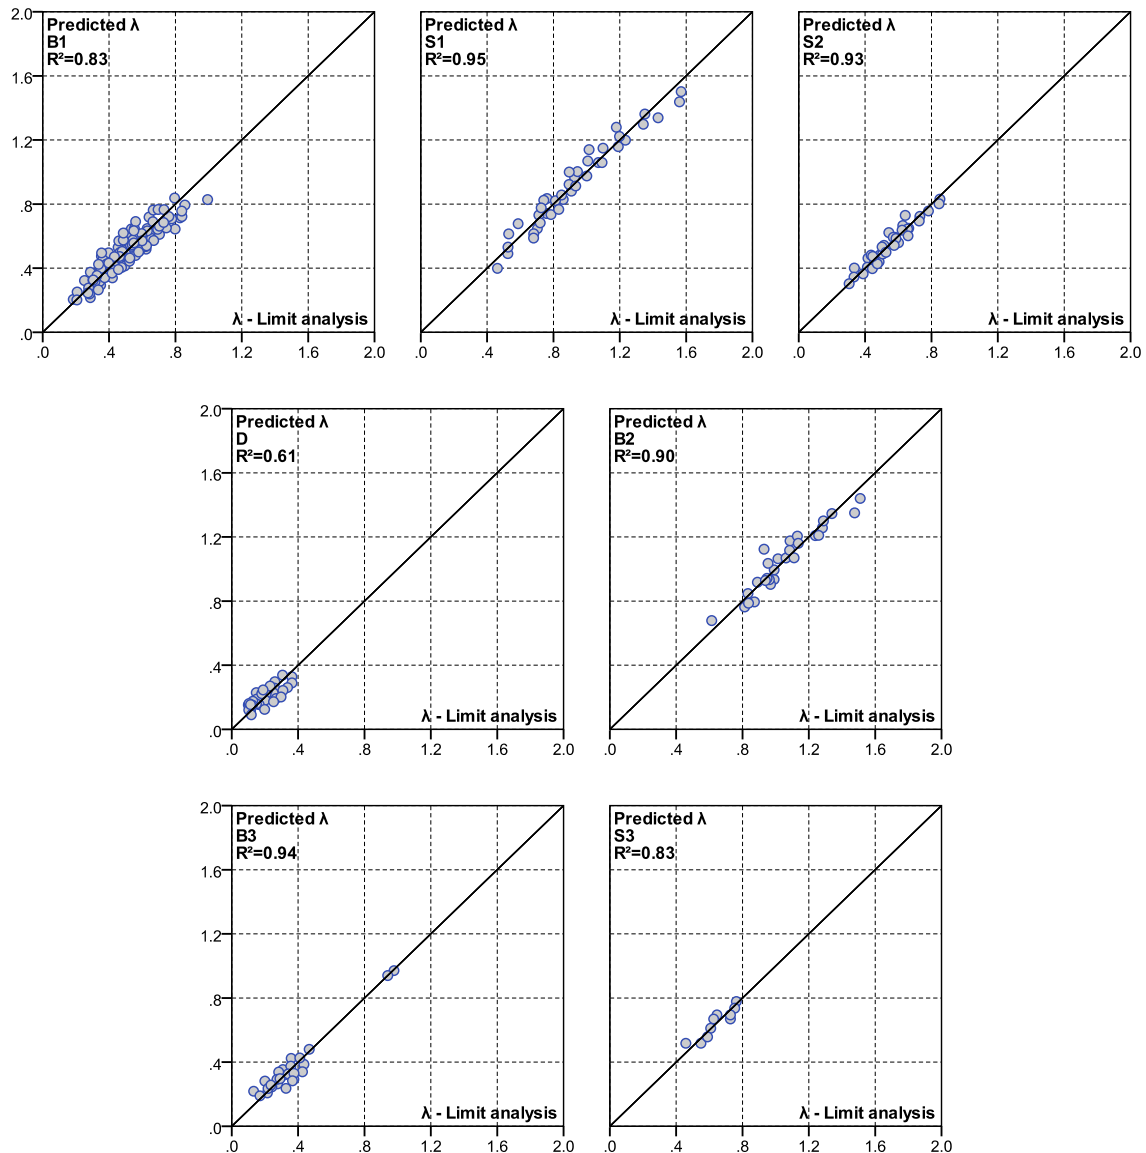 Predicted λ
B1
R²=0.83
λ - Limit analysis
2.0
1.6
1.2
.8
.4
.0
.0 .4 .8 1.2 1.6 2.0
Predicted λ
S1
R²=0.95
λ - Limit analysis
.0 .4 .8 1.2 1.6 2.0
Predicted λ
S2
R²=0.93
λ - Limit analysis
.0 .4 .8 1.2 1.6 2.0
Predicted λ
D
R²=0.61
λ - Limit analysis
2.0
1.6
1.2
.8
.4
.0
.0 .4 .8 1.2 1.6 2.0
Predicted λ
B2
R²=0.90
λ - Limit analysis
.0 .4 .8 1.2 1.6 2.0
Predicted λ
B3
R²=0.94
λ - Limit analysis
2.0
1.6
1.2
.8
.4
.0
.0 .4 .8 1.2 1.6 2.0
Predicted λ
S3
R²=0.83
λ - Limit analysis
.0 .4 .8 1.2 1.6 2.0